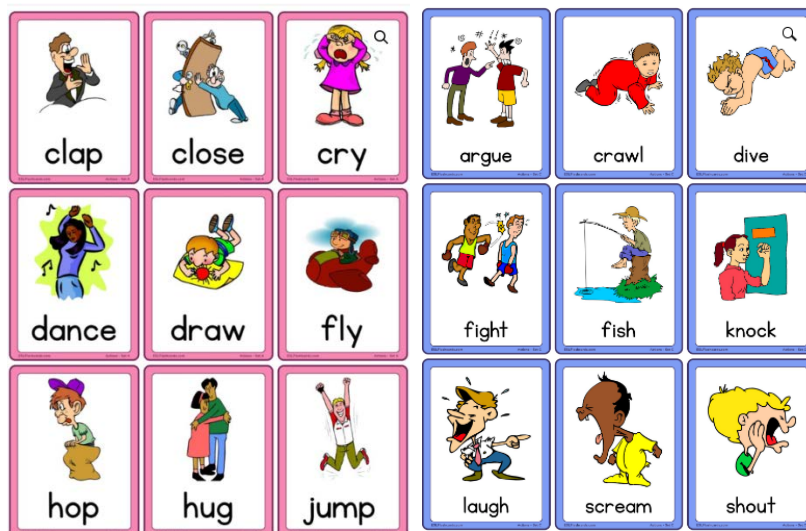 clap
close
cry
argue
crawl
dive
dance
draw
fly
fight
fish
knock
hop
hug
jump
laugh
scream
shout